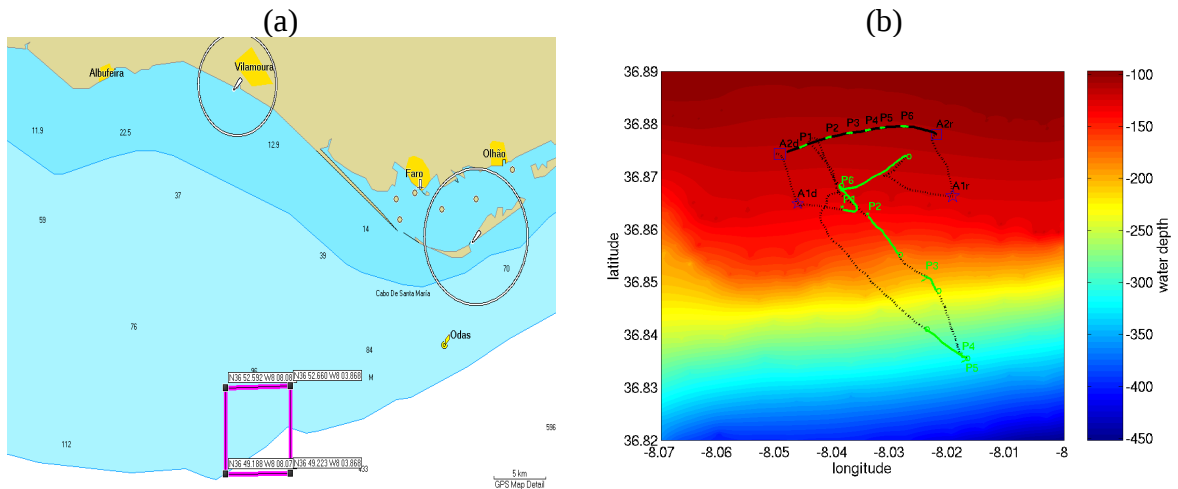 (a)
(b)
Albufeira
Vilamoura
11.9
22.5
12.9
Olhão
Faro
37
59
14
39
70
Cabo De Santa Maria
76
Odas
84
96
M
N36 52.592 W8 08.08
N36 52.660 W8 03.868
112
596
N36 49.188 W8 08.07
N36 49.223 W8 03.868
433
5 km
GPS Map Detail
36.89
36.88
36.87
36.86
36.85
36.84
36.83
36.82
latitude
A2d
P1
P2
P3
P4
P5
P6
A2r
P6
A1d
A1r
P2
P4
-8.07
-8.06
-8.05
-8.04
-8.03
-8.02
-8.01
-8
longitude
-100
-150
-200
-250
-300
-350
-400
-450
water depth